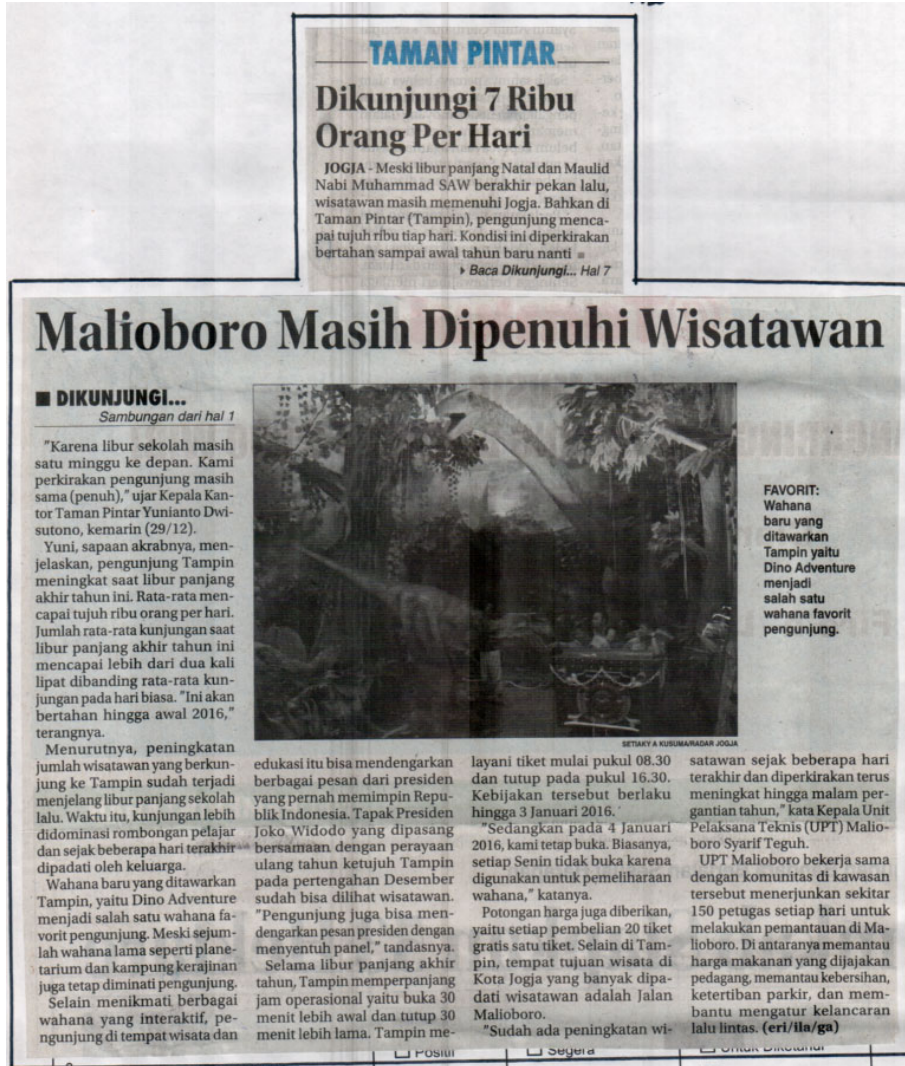 TAMAN PINTAR
Dikunjungi 7 Ribu
Orang Per Hari
JOGJA - Meski libur panjang Natal dan Maulid
Nabi Muhammad SAW berakhir pekan lalu,
wisatawan masih memenuhi Jogja. Bahkan di
Taman Pintar (Tampin), pengunjung menca-
pai tujuh ribu tiap hari. Kondisi ini diperkirakan
bertahan sampai awal tahun baru nanti
Baca Dikunjungi... Hal 7
Malioboro Masih Dipenuhi Wisatawan
DIKUNJUNGI...
Sambungan dari hal 1
"Karena libur sekolah masih
satu minggu ke depan. Kami
perkirakan pengunjung masih
sama (penuh)," ujar Kepala Kan-
tor Taman Pintar Yunianto Dwi-
sutono, kemarin (29/12).
Yuni, sapaan akrabnya, men-
jelaskan, pengunjung Tampin
meningkat saat libur panjang
akhir tahun ini. Rata-rata men-
capai tujuh ribu orang per hari.
Jumlah rata-rata kunjungan saat
libur panjang akhir tahun ini
mencapai lebih dari dua kali
lipat dibanding rata-rata kun-
jungan pada hari biasa. "Ini akan
bertahan hingga awal 2016,"
terangnya.
Menurutnya, peningkatan
jumlah wisatawan yang berkun-
jung ke Tampin sudah terjadi
menjelang libur panjang sekolah
lalu. Waktu itu, kunjungan lebih
didominasi rombongan pelajar
dan sejak beberapa hari terakhir
dipadati oleh keluarga.
Wahana baru yang ditawarkan
Tampin, yaitu Dino Adventure
menjadi salah satu wahana fa-
vorit pengunjung. Meski sejum-
lah wahana lama seperti plane-
tarium dan kampung kerajinan
juga tetap diminati pengunjung.
Selain menikmati berbagai
wahana yang interaktif, pe-
ngunjung di tempat wisata dan
FAVORIT:
Wahana
baru yang
ditawarkan
Tampin yaitu
Dino Adventure
menjadi
salah satu
wahana favorit
pengunjung.
SETIAKY A KUSUMA/RADAR JOGJA
edukasi itu bisa mendengarkan
berbagai pesan dari presiden
yang pernah memimpin Repu-
blik Indonesia. Tapak Presiden
Joko Widodo yang dipasang
bersamaan dengan perayaan
ulang tahun ketujuh Tampin
pada pertengahan Desember
sudah bisa dilihat wisatawan.
"Pengunjung juga bisa men-
dengarkan pesan presiden dengan
menyentuh panel," tandasnya.
Selama libur panjang akhir
tahun, Tampin memperpanjang
jam operasional yaitu buka 30
menit lebih awal dan tutup 30
menit lebih lama. Tampin me-
layani tiket mulai pukul 08.30
dan tutup pada pukul 16.30.
Kebijakan tersebut berlaku
hingga 3 Januari 2016.
"Sedangkan pada 4 Januari
2016, kami tetap buka. Biasanya,
setiap Senin tidak buka karena
digunakan untuk pemeliharaan
wahana," katanya.
Potongan harga juga diberikan,
yaitu setiap pembelian 20 tiket
gratis satu tiket. Selain di Tam-
pin, tempat tujuan wisata di
Kota Jogja yang banyak dipa-
dati wisatawan adalah Jalan
Malioboro.
"Sudah ada peningkatan wi-
satawan sejak beberapa hari
terakhir dan diperkirakan terus
meningkat hingga malam per-
gantian tahun," kata Kepala Unit
Pelaksana Teknis (UPT) Malio-
boro Syarif Teguh.
UPT Malioboro bekerja sama
dengan komunitas di kawasan
tersebut menerjunkan sekitar
150 petugas setiap hari untuk
melakukan pemantauan di Ma-
lioboro. Di antaranya memantau
harga makanan yang dijajakan
pedagang, memantau kebersihan,
ketertiban parkir, dan mem-
bantu mengatur kelancaran
lalu lintas. (eri/ila/ga)
Positif
Segera
Untuk Diketahui